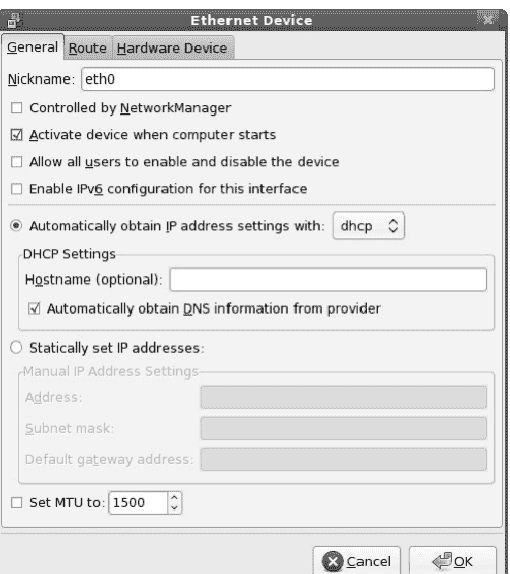 Ethernet Device
General Route Hardware Device
Nickname: eth0
Controlled by NetworkManager
Activate device when computer starts
Allow all users to enable and disable the device
Enable IPv6 configuration for this interface
Automatically obtain IP address settings with: dhcp
DHCP Settings
Hostname (optional):
Automatically obtain DNS information from provider
Statically set IP addresses:
Manual IP Address Settings
Address:
Subnet mask:
Default gateway address:
Set MTU to: 1500
Cancel OK